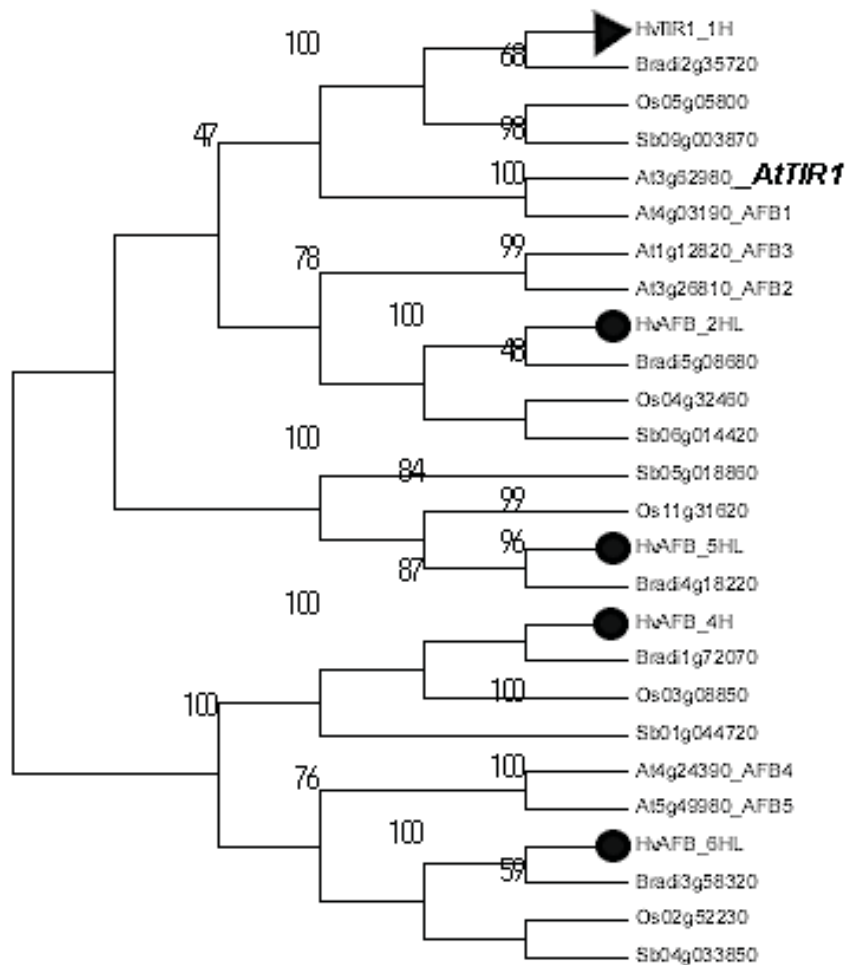 HvTIR1_1H
100
68
Bradi2g35720
Os05g05800
47
98
Sb09g003870
100
At3g62980_AtTIR1
At4g03190_AFB1
78
99
At1g12820_AFB3
At3g26810_AFB2
100
HvAFB_2HL
48
Bradi5g08680
Os04g32460
100
Sb06g014420
84
Sb05g018860
99
Os11g31620
96
HvAFB_5HL
87
Bradi4g18220
100
HvAFB_4H
Bradi1g72070
100
100
Os03g08850
Sb01g044720
76
100
At4g24390_AFB4
At5g49980_AFB5
100
HvAFB_6HL
59
Bradi3g58320
Os02g52230
Sb04g033850